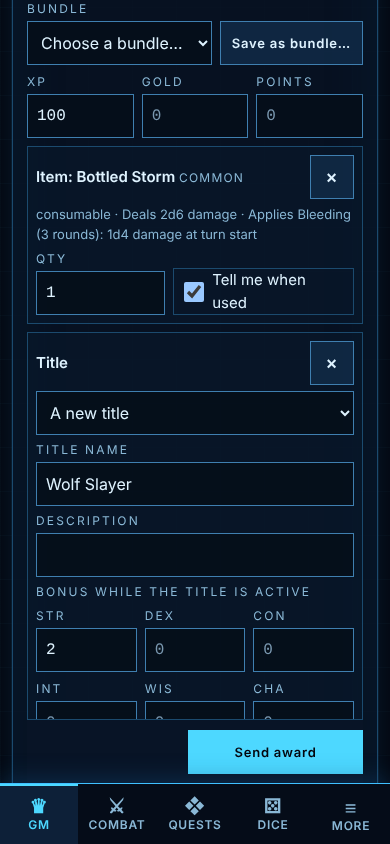 BUNDLE
Choose a bundle... Save as bundle...
XP GOLD POINTS
100 0 0
Item: Bottled Storm COMMON ×
consumable · Deals 2d6 damage · Applies Bleeding
(3 rounds): 1d4 damage at turn start
QTY
1 Tell me when
used
Title ×
A new title
TITLE NAME
Wolf Slayer
DESCRIPTION
BONUS WHILE THE TITLE IS ACTIVE
STR DEX CON
2 0 0
INT WIS CHA
Send award
GM COMBAT QUESTS DICE MORE